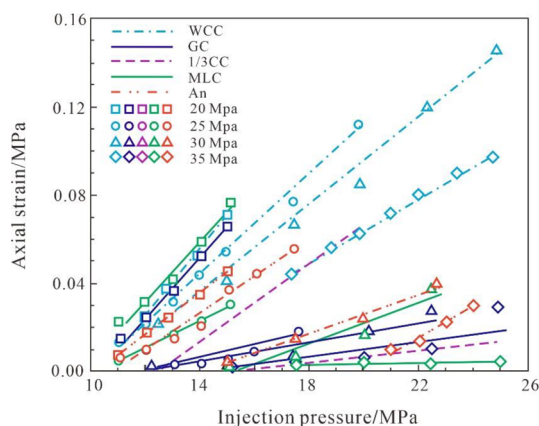 0.16
0.12
0.08
0.04
0.00
Axial strain/MPa
WCC
GC
1/3CC
MLC
An
20 Mpa
25 Mpa
30 Mpa
35 Mpa
10 14 18 22 26
Injection pressure/MPa